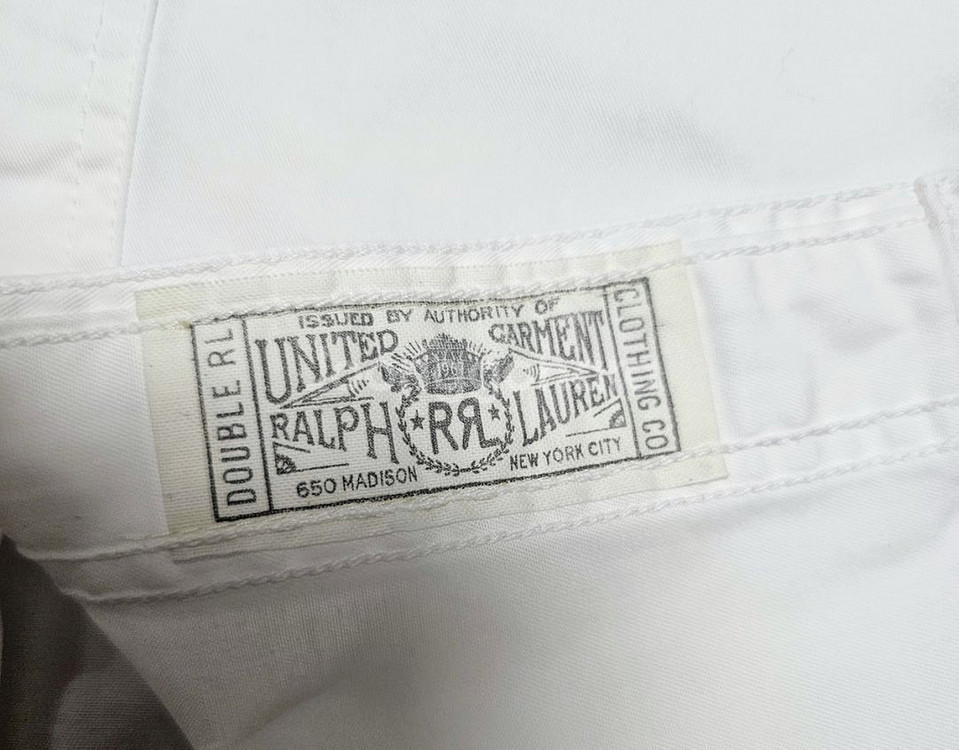 DOUBLE RL
ISSUED BY AUTHORITY OF
UNITED GARMENT
RALPH RRL LAUREN
650 MADISON NEW YORK CITY
CLOTHING CO